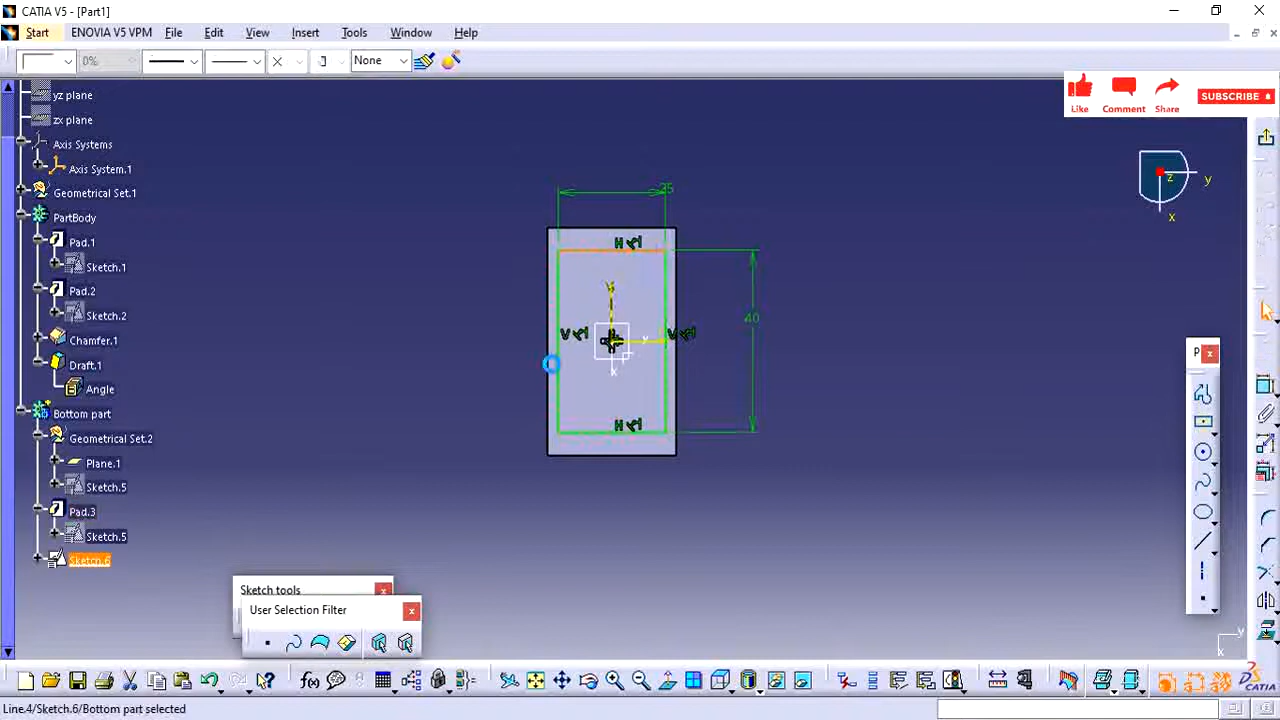 CATIA V5 - [Part1]
Start ENOVIA V5 VPM File Edit View Insert Tools Window Help
0% None
Like Comment Share SUBSCRIBE
yz plane
zx plane
Axis Systems
Axis System.1
Geometrical Set.1
PartBody
Pad.1
Sketch.1
Pad.2
Sketch.2
Chamfer.1
Draft.1
Angle
Bottom part
Geometrical Set.2
Plane.1
Sketch.5
Pad.3
Sketch.5
Sketch.6
H
V
V
H
y
x
40
z
y
x
P
Sketch tools
User Selection Filter
y
x
f(x)
CATIA
Line.4/Sketch.6/Bottom part selected